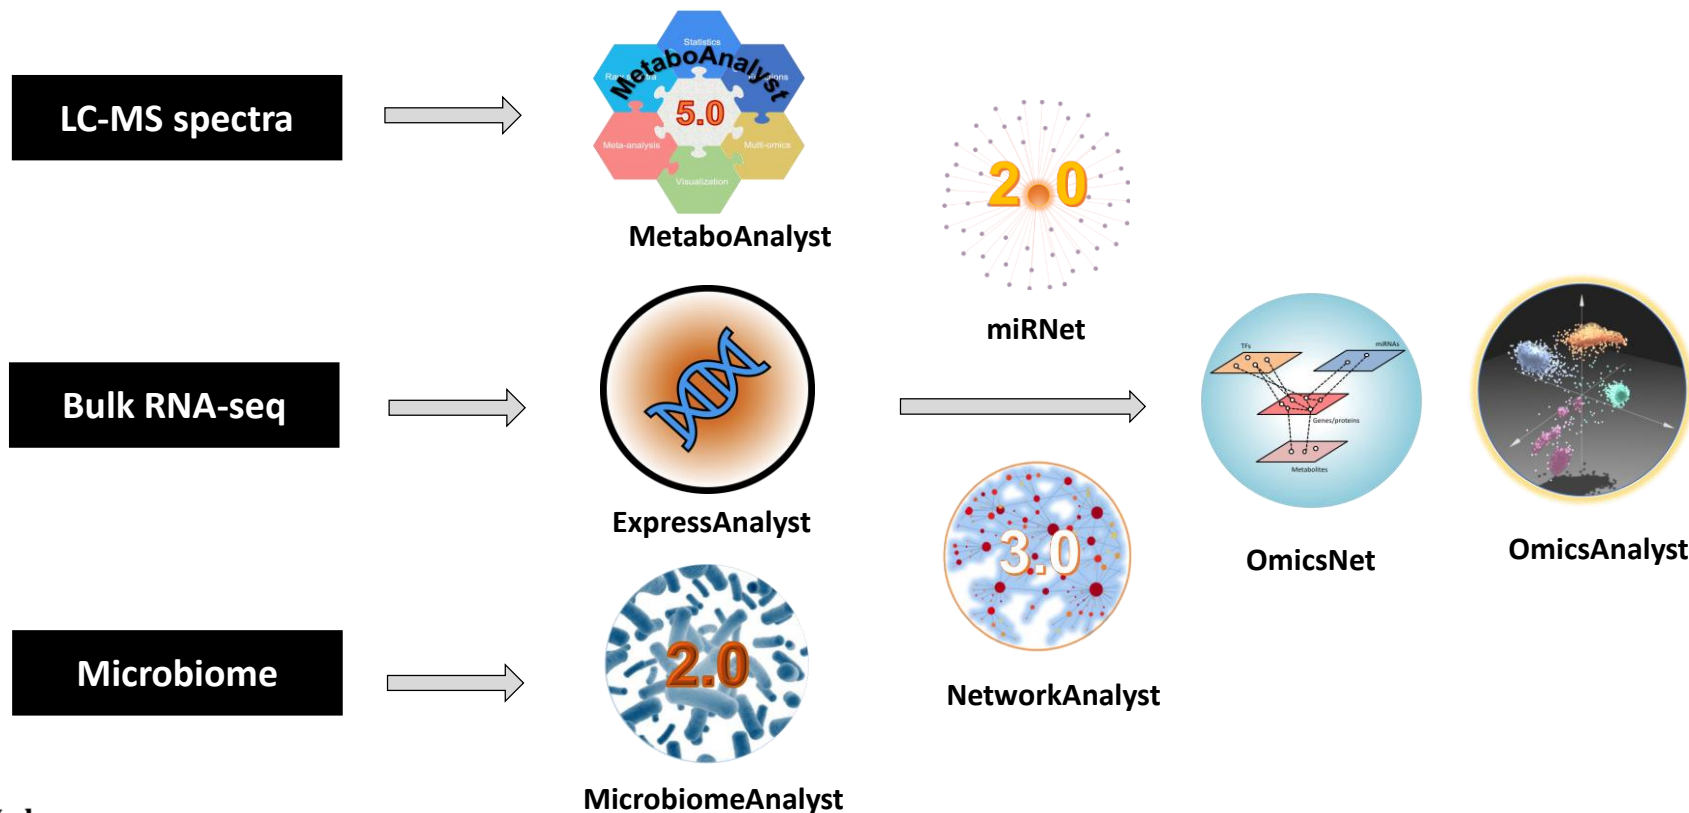 LC-MS spectra
Statistics
MetaboAnalyst
5.0
Meta-analysis
Multi-omics
Visualization
MetaboAnalyst
2 0
miRNet
Bulk RNA-seq
ExpressAnalyst
TFs
miRNAs
Genes/proteins
Metabolites
OmicsNet
OmicsAnalyst
3.0
NetworkAnalyst
Microbiome
2.0
MicrobiomeAnalyst